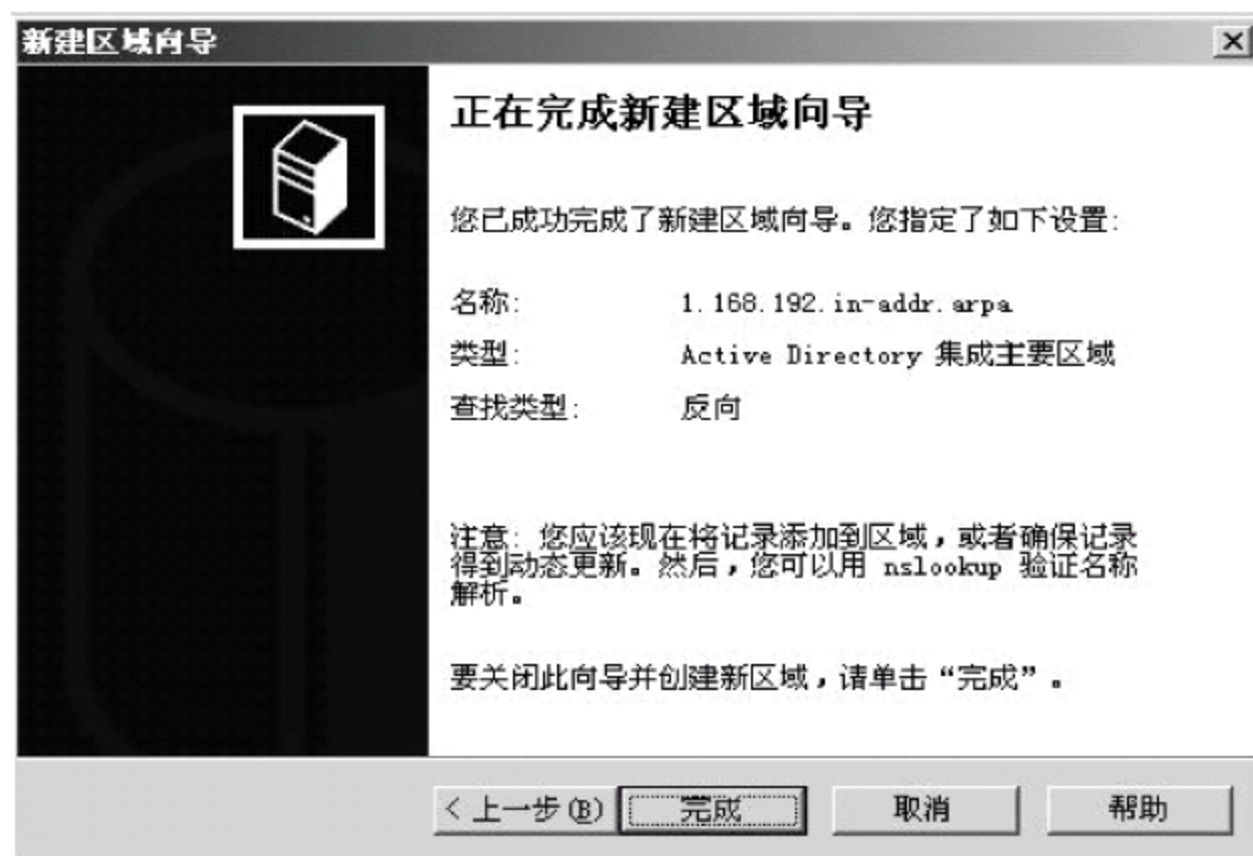 新建区域向导
正在完成新建区域向导
您已成功完成了新建区域向导。您指定了如下设置:
名称: 1.168.192.in-addr.arpa
类型: Active Directory 集成主要区域
查找类型: 反向
注意: 您应该现在将记录添加到区域，或者确保记录
得到动态更新。然后，您可以用 nslookup 验证名称
解析。
要关闭此向导并创建新区域，请单击“完成”。
< 上一步(B) 完成 取消 帮助